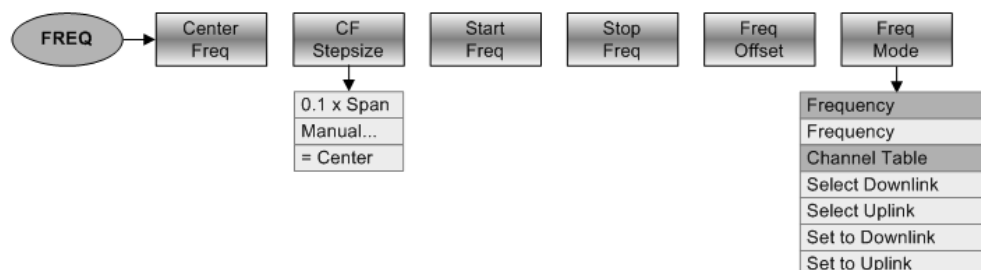 FREQ
Center
Freq
CF
Stepsize
Start
Freq
Stop
Freq
Freq
Offset
Freq
Mode
0.1 x Span
Manual...
= Center
Frequency
Frequency
Channel Table
Select Downlink
Select Uplink
Set to Downlink
Set to Uplink